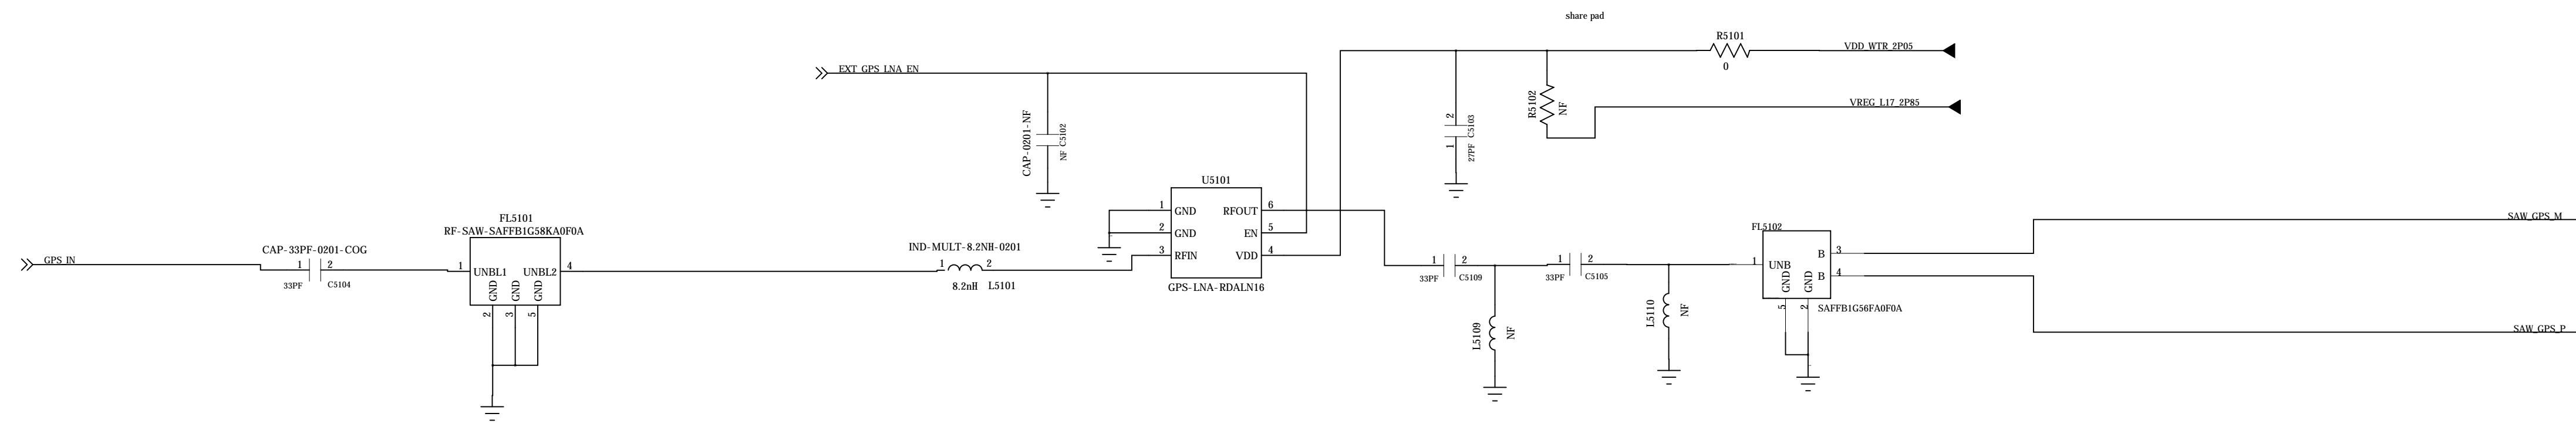 share pad
R5101
0
VDD_WTR_2P05
EXT_GPS_LNA_EN
R5102
NF
VREG_L17_2P85
CAP-0201-NF
NF C5102
2
1
27PF C5103
U5101
1 GND RFOUT 6
2 GND EN 5
3 RFIN VDD 4
GPS-LNA-RDALN16
SAW_GPS_M
FL5101
RF-SAW-SAFFB1G58KA0F0A
GPS_IN
CAP-33PF-0201-COG
1 2
33PF C5104
1 UNBL1 UNBL2 4
GND GND GND
2 3 5
IND-MULT-8.2NH-0201
1 2
8.2nH L5101
1 2
33PF C5109
1 2
33PF C5105
L5109
NF
L5110
NF
FL5102
1 UNB
B 3
B 4
GND GND
5 2
SAFFB1G56FA0F0A
SAW_GPS_P